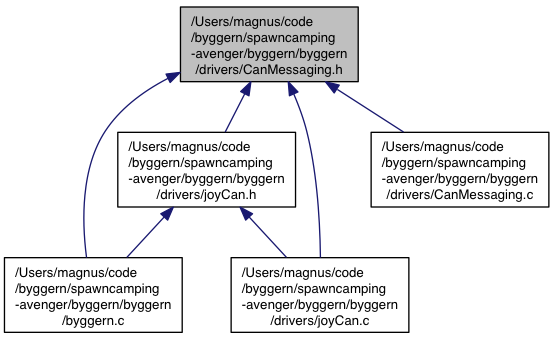 /Users/magnus/code
/byggern/spawncamping
-avenger/byggern/byggern
/drivers/CanMessaging.h
/Users/magnus/code
/byggern/spawncamping
-avenger/byggern/byggern
/drivers/joyCan.h
/Users/magnus/code
/byggern/spawncamping
-avenger/byggern/byggern
/drivers/CanMessaging.c
/Users/magnus/code
/byggern/spawncamping
-avenger/byggern/byggern
/byggern.c
/Users/magnus/code
/byggern/spawncamping
-avenger/byggern/byggern
/drivers/joyCan.c